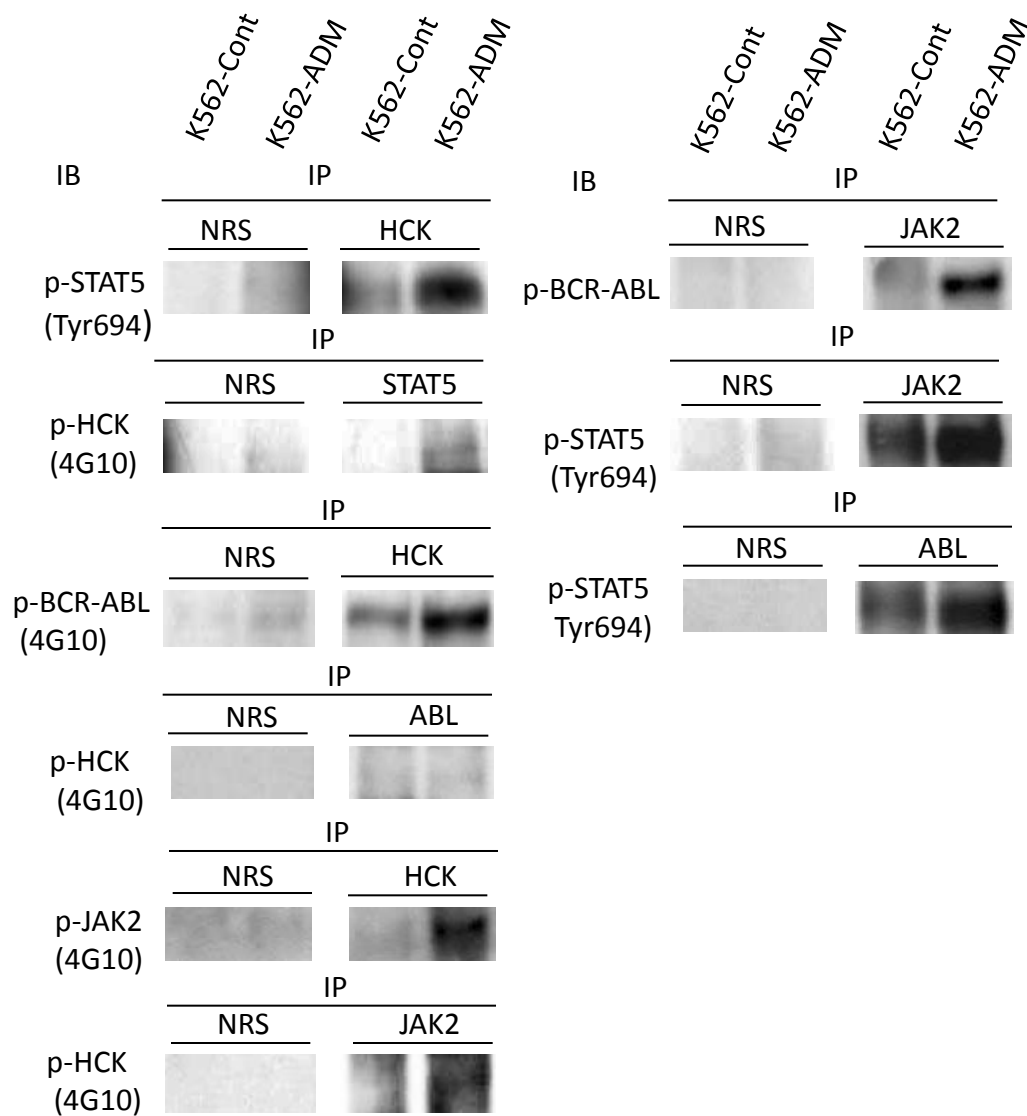 K562-Cont K562-ADM K562-Cont K562-ADM
IB IP
NRS HCK
p-STAT5
(Tyr694)
IP
NRS STAT5
p-HCK
(4G10)
IP
NRS HCK
p-BCR-ABL
(4G10)
IP
NRS ABL
p-HCK
(4G10)
IP
NRS HCK
p-JAK2
(4G10)
IP
NRS JAK2
p-HCK
(4G10)
K562-Cont K562-ADM K562-Cont K562-ADM
IB IP
NRS JAK2
p-BCR-ABL
IP
NRS JAK2
p-STAT5
(Tyr694)
IP
NRS ABL
p-STAT5
Tyr694)